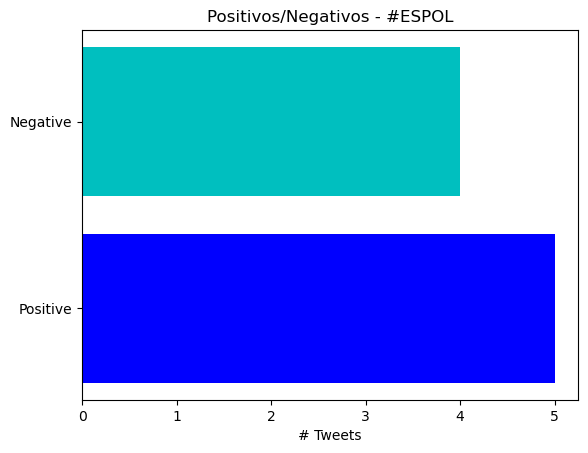 Positivos/Negativos - #ESPOL
Negative
Positive
0 1 2 3 4 5
# Tweets